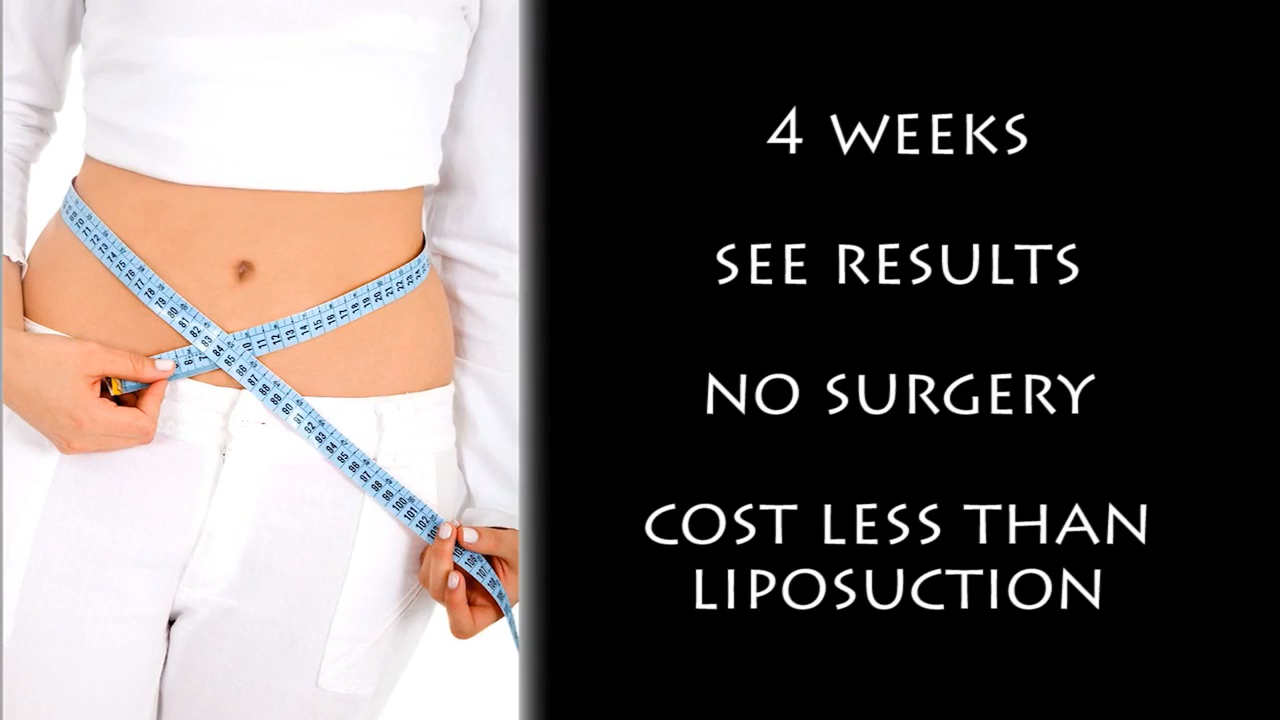 4 WEEKS
SEE RESULTS
NO SURGERY
COST LESS THAN
LIPOSUCTION